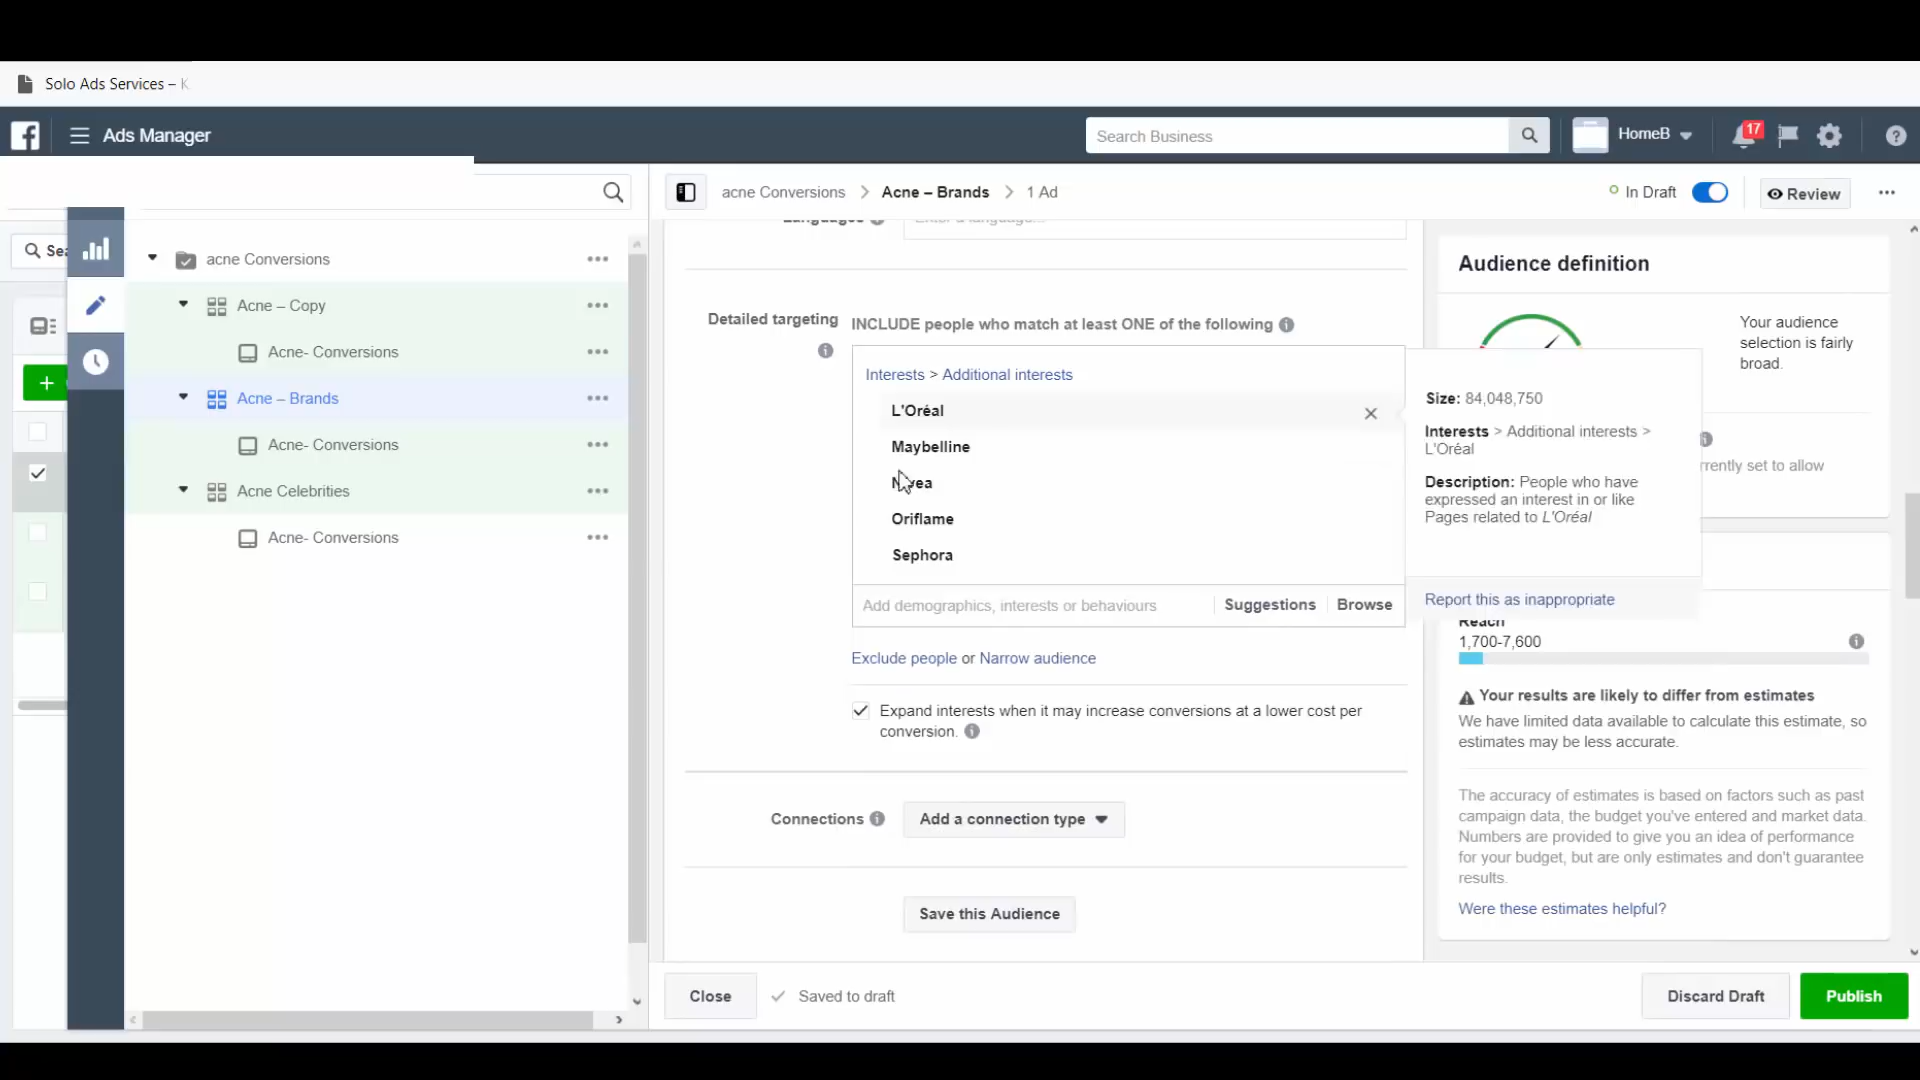 Solo Ads Services –
Ads Manager
Search Business
HomeB
17
acne Conversions > Acne – Brands > 1 Ad
In Draft
Review
acne Conversions
Acne – Copy
Acne- Conversions
Acne – Brands
Acne- Conversions
Acne Celebrities
Acne- Conversions
Languages
Enter a language...
Detailed targeting
INCLUDE people who match at least ONE of the following
Interests > Additional interests
L'Oréal
Maybelline
Oriflame
Sephora
Add demographics, interests or behaviours
Suggestions
Browse
Exclude people or Narrow audience
Expand interests when it may increase conversions at a lower cost per
conversion.
Connections
Add a connection type
Save this Audience
Close
Saved to draft
Discard Draft
Publish
Audience definition
Your audience
selection is fairly
broad.
Size: 84,048,750
Interests > Additional interests >
L'Oréal
Description: People who have
expressed an interest in or like
Pages related to L'Oréal
set to allow
Report this as inappropriate
Reach
1,700-7,600
Your results are likely to differ from estimates
We have limited data available to calculate this estimate, so
estimates may be less accurate.
The accuracy of estimates is based on factors such as past
campaign data, the budget you've entered and market data.
Numbers are provided to give you an idea of performance
for your budget, but are only estimates and don't guarantee
results.
Were these estimates helpful?